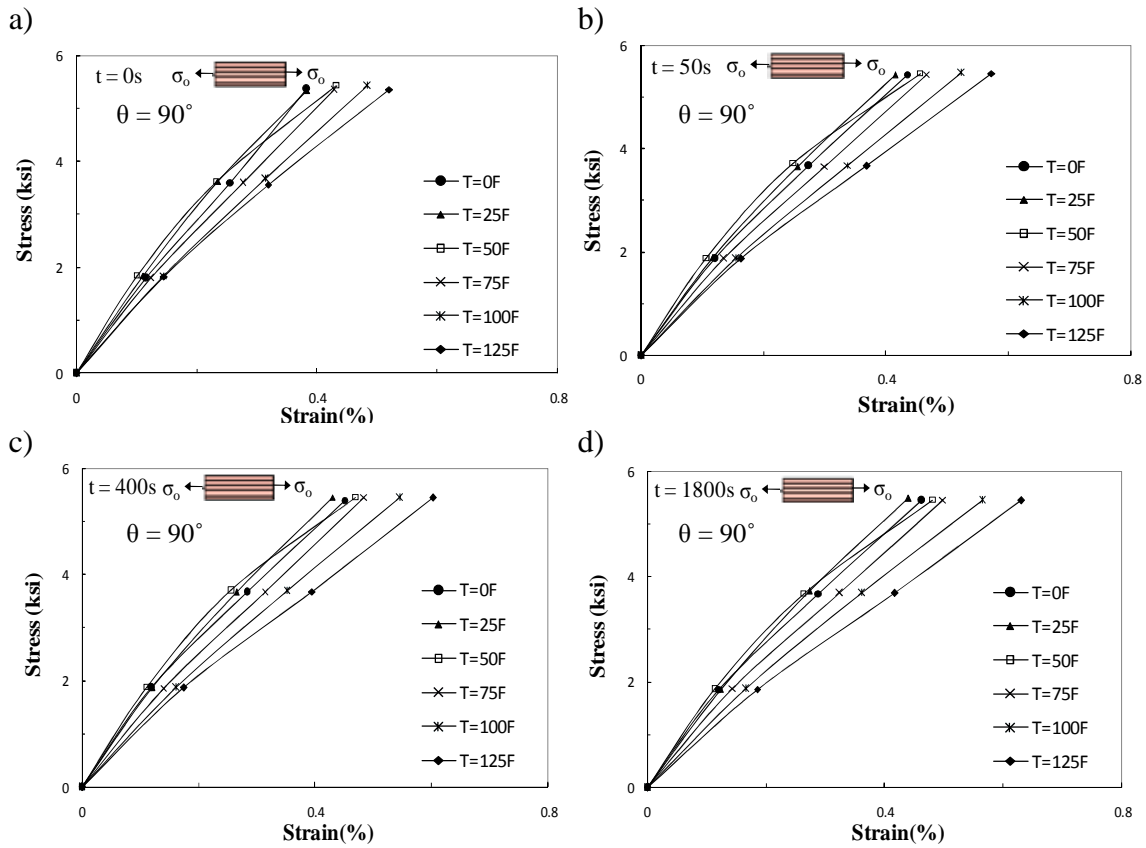 a)
6
4
2
0
0
0.4
0.8
Stress (ksi)
Strain(%)
t = 0s
σo
σo
θ = 90°
T=0F
T=25F
T=50F
T=75F
T=100F
T=125F
b)
6
4
2
0
0
0.4
0.8
Stress (ksi)
Strain(%)
t = 50s
σo
σo
θ = 90°
T=0F
T=25F
T=50F
T=75F
T=100F
T=125F
c)
6
4
2
0
0
0.4
0.8
Stress (ksi)
Strain(%)
t = 400s
σo
σo
θ = 90°
T=0F
T=25F
T=50F
T=75F
T=100F
T=125F
d)
6
4
2
0
0
0.4
0.8
Stress (ksi)
Strain(%)
t = 1800s
σo
σo
θ = 90°
T=0F
T=25F
T=50F
T=75F
T=100F
T=125F